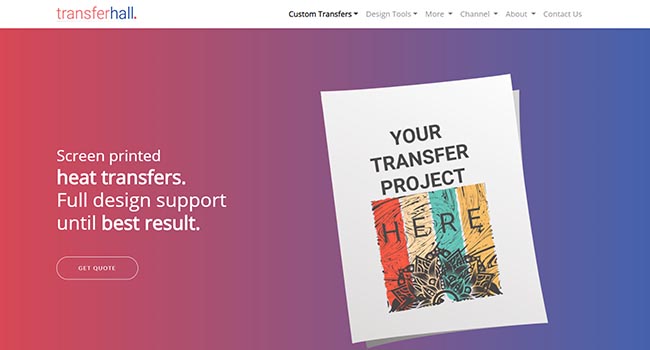 transferhall.
Custom Transfers Design Tools More Channel About Contact Us
Screen printed
heat transfers.
Full design support
until best result.
GET QUOTE
YOUR
TRANSFER
PROJECT
HERE